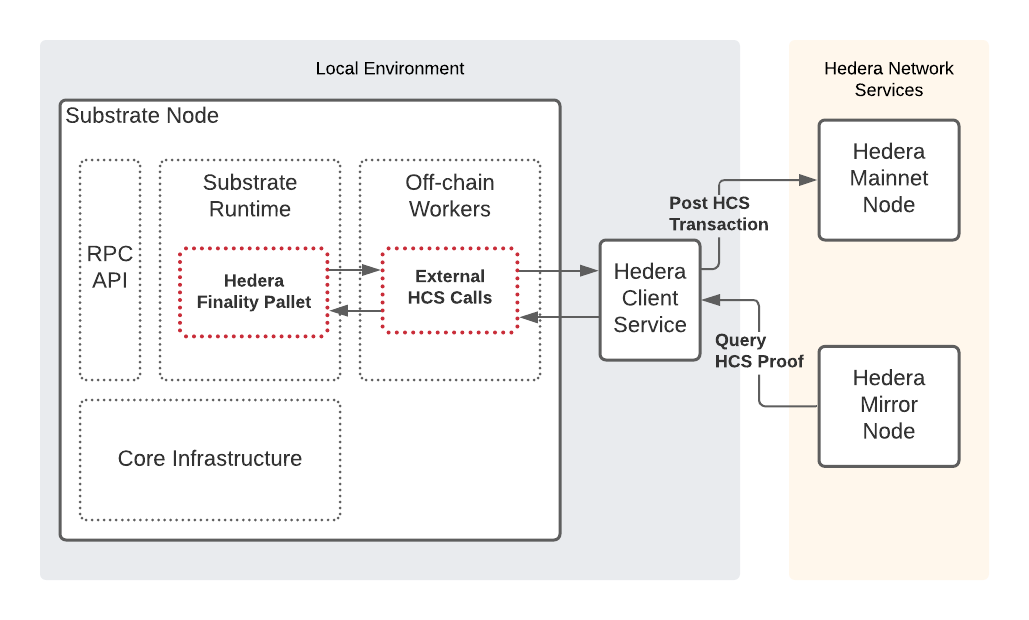 Local Environment
Hedera Network
Services
Substrate Node
RPC
API
Substrate
Runtime
Hedera
Finality Pallet
Off-chain
Workers
External
HCS Calls
Core Infrastructure
Hedera
Client
Service
Post HCS
Transaction
Query
HCS Proof
Hedera
Mainnet
Node
Hedera
Mirror
Node